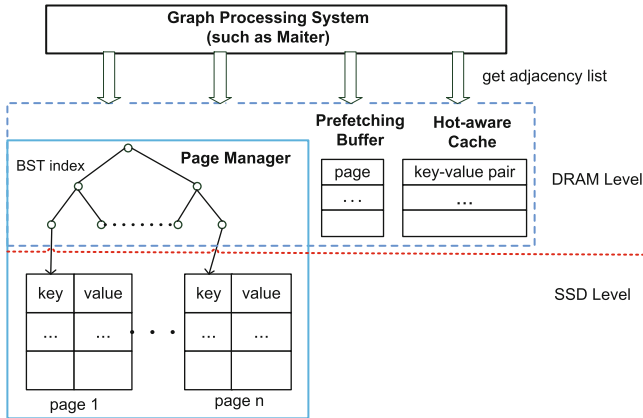 Graph Processing System
(such as Maiter)
get adjacency list
Prefetching
Buffer
Hot-aware
Cache
BST index
Page Manager
page
...
key-value pair
...
DRAM Level
SSD Level
key value
... ...
page 1
. . .
key value
... ...
page n